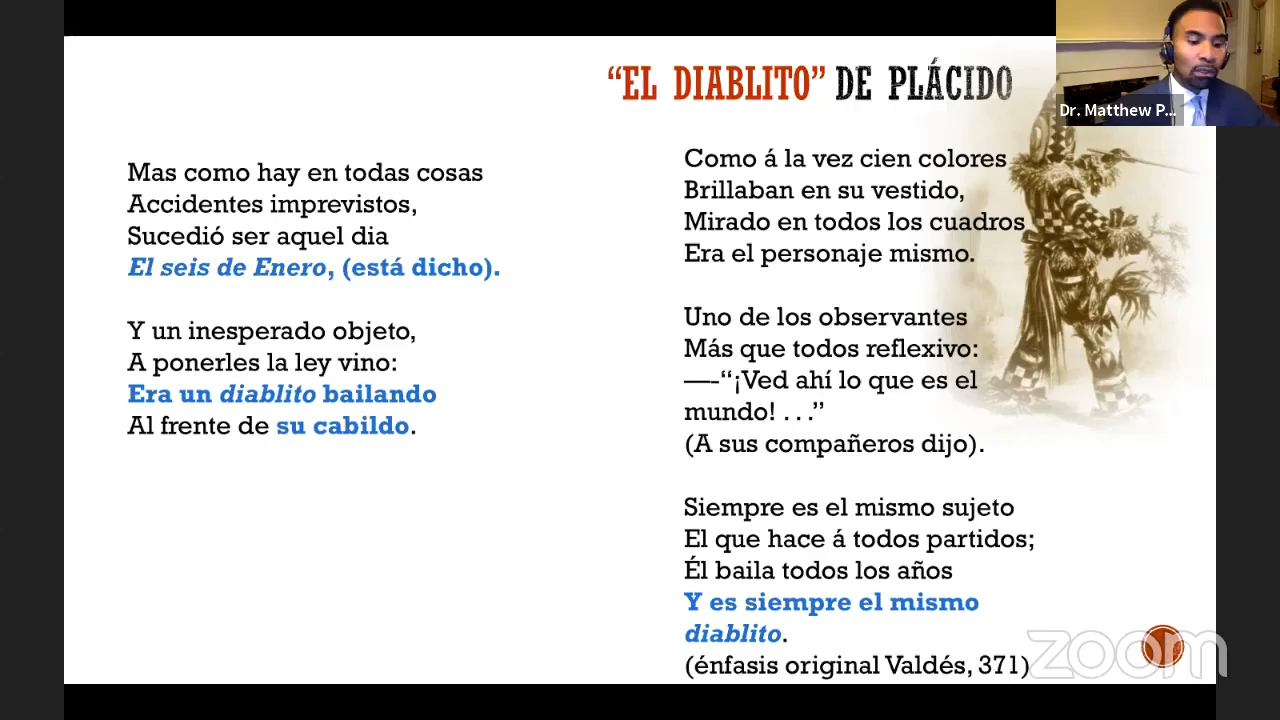 “EL DIABLITO” DE PLÁCIDO
Dr. Matthew P...
Mas como hay en todas cosas
Accidentes imprevistos,
Sucedió ser aquel dia
El seis de Enero, (está dicho).
Y un inesperado objeto,
A ponerles la ley vino:
Era un diablito bailando
Al frente de su cabildo.
Como á la vez cien colores
Brillaban en su vestido,
Mirado en todos los cuadros
Era el personaje mismo.
Uno de los observantes
Más que todos reflexivo:
—-“¡Ved ahí lo que es el
mundo! . . .”
(A sus compañeros dijo).
Siempre es el mismo sujeto
El que hace á todos partidos;
Él baila todos los años
Y es siempre el mismo
diablito.
(énfasis original Valdés, 371)
zoom